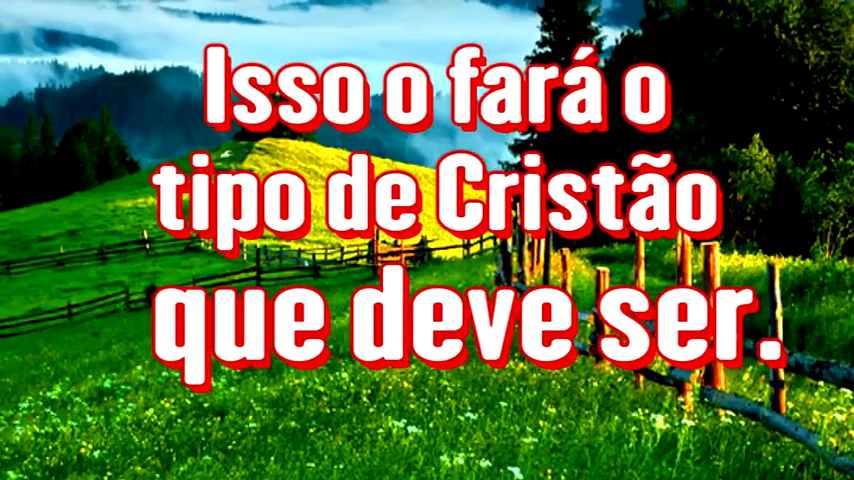 Isso o fará o
tipo de Cristão
que deve ser.